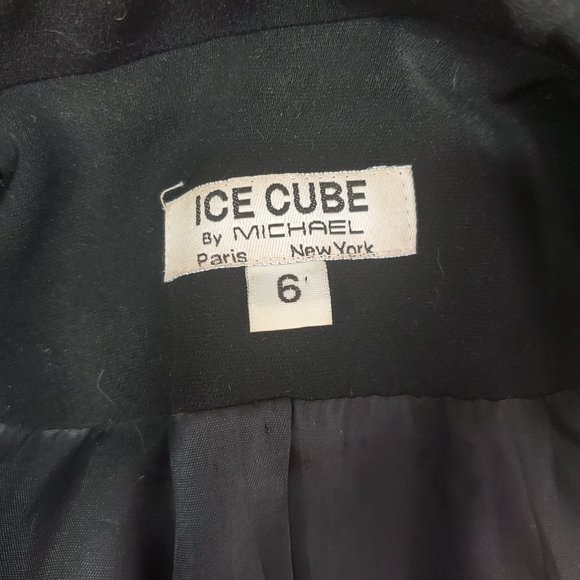 ICE CUBE
By MICHAEL
Paris New York
6